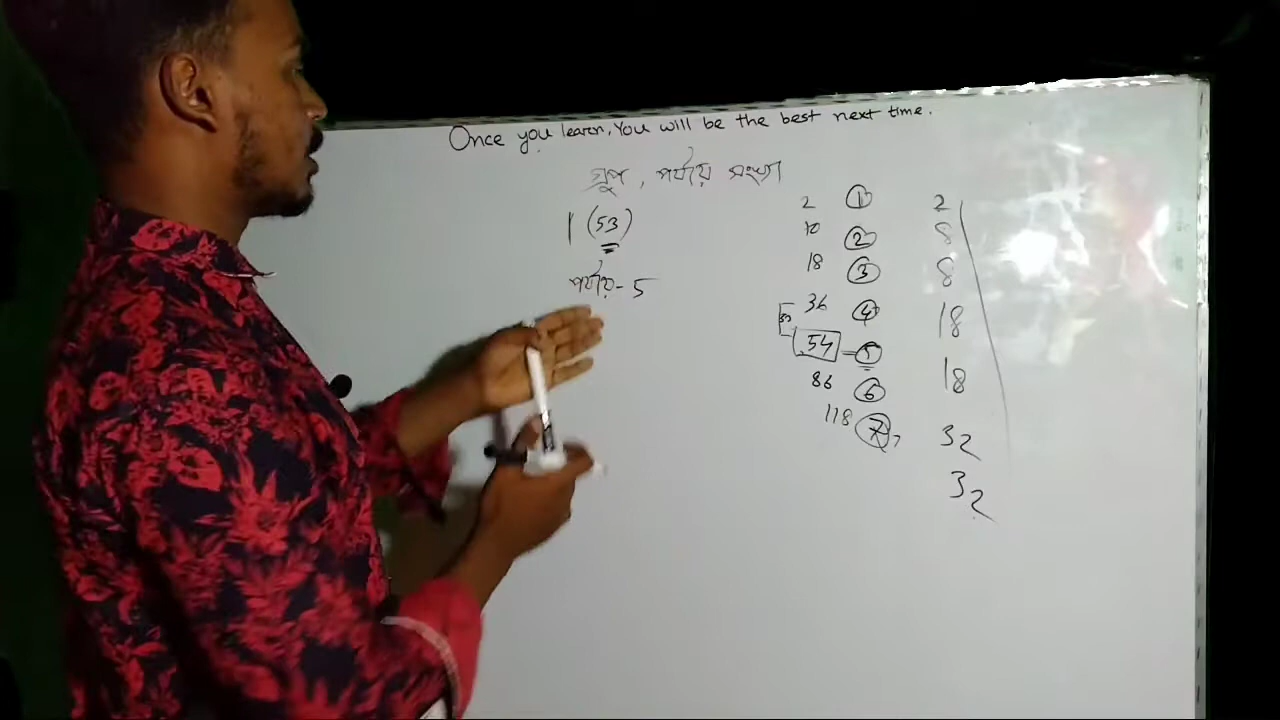 Once you learn, You will be the best next time.
গ্রুপ, পর্যায় সংখ্যা
1 (53)
পর্যায়- 5
2 ① 2
10 ② 8
18 ③ 8
36 ④ 18
54 – ⑤ 18
86 ⑥ 32
118 ⑦ 32